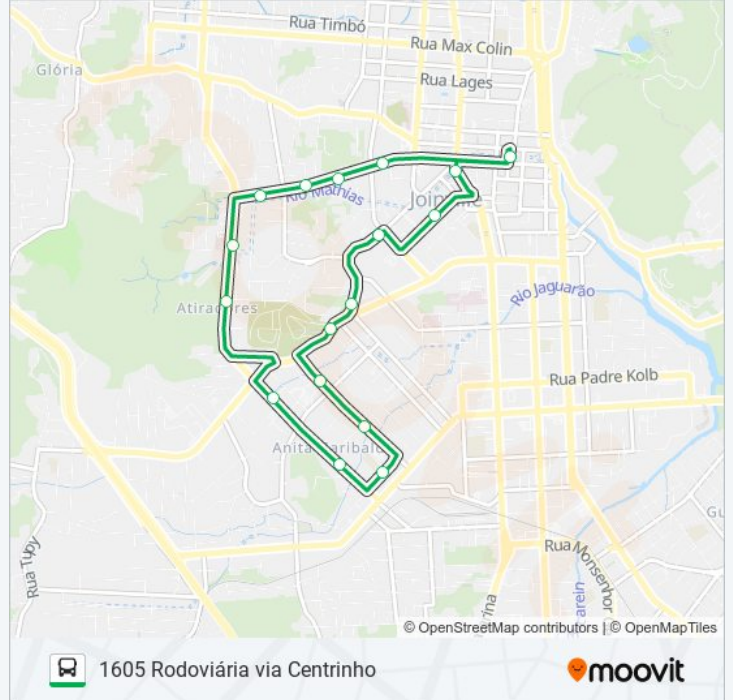 Rua Timbó
Rua Max Colin
Glória
Rua Lages
Rio Mathias
Rio Jaguarão
Atiradores
Rua Padre Kolb
Anita Garibaldi
Gu
Rua Tuby
Rua Monsenhor
© OpenStreetMap contributors | © OpenMapTiles
1605 Rodoviária via Centrinho
moovit